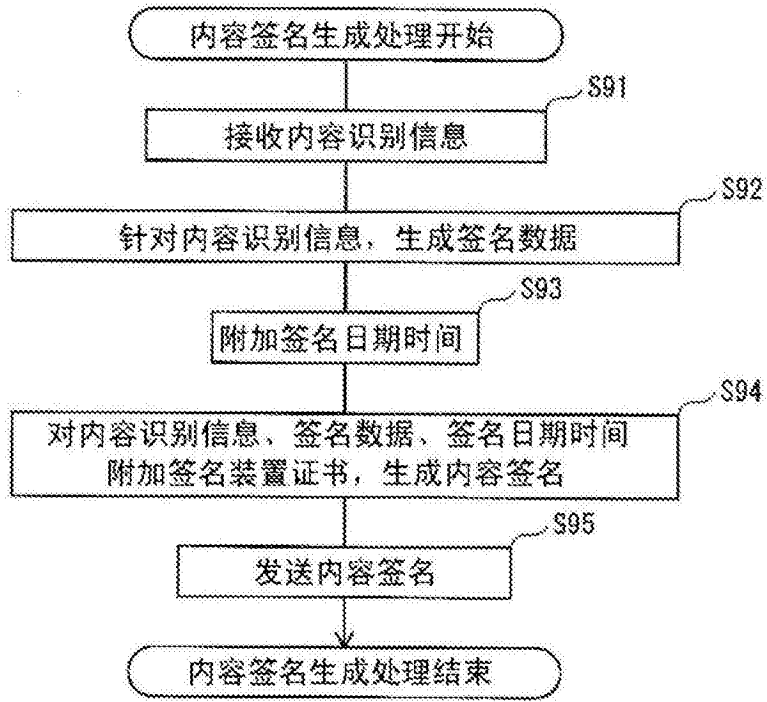 内容签名生成处理开始
S91
接收内容识别信息
S92
针对内容识别信息，生成签名数据
S93
附加签名日期时间
S94
对内容识别信息、签名数据、签名日期时间
附加签名装置证书，生成内容签名
S95
发送内容签名
内容签名生成处理结束